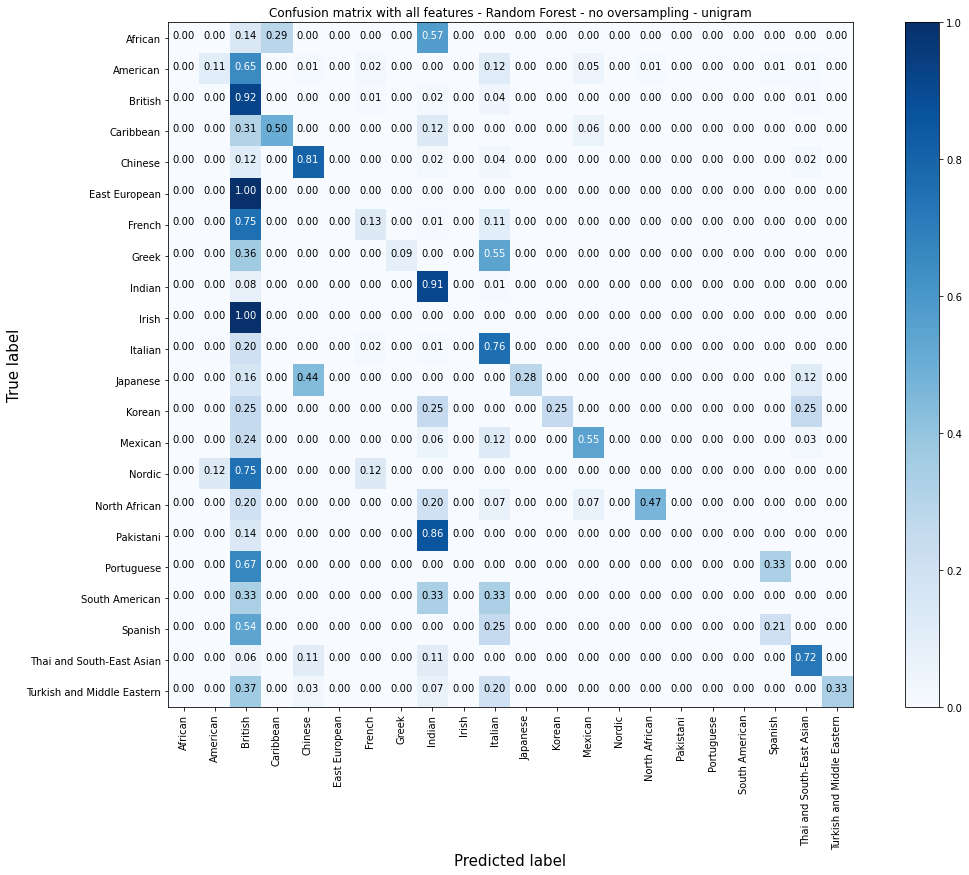 Confusion matrix with all features - Random Forest - no oversampling - unigram
African 0.00 0.00 0.14 0.29 0.00 0.00 0.00 0.00 0.57 0.00 0.00 0.00 0.00 0.00 0.00 0.00 0.00 0.00 0.00 0.00 0.00 0.00
American 0.00 0.11 0.65 0.00 0.01 0.00 0.02 0.00 0.00 0.00 0.12 0.00 0.00 0.05 0.00 0.01 0.00 0.00 0.00 0.01 0.01 0.00
British 0.00 0.00 0.92 0.00 0.00 0.00 0.01 0.00 0.02 0.00 0.04 0.00 0.00 0.00 0.00 0.00 0.00 0.00 0.00 0.00 0.01 0.00
Caribbean 0.00 0.00 0.31 0.50 0.00 0.00 0.00 0.00 0.12 0.00 0.00 0.00 0.00 0.06 0.00 0.00 0.00 0.00 0.00 0.00 0.00 0.00
Chinese 0.00 0.00 0.12 0.00 0.81 0.00 0.00 0.00 0.02 0.00 0.04 0.00 0.00 0.00 0.00 0.00 0.00 0.00 0.00 0.00 0.02 0.00
East European 0.00 0.00 1.00 0.00 0.00 0.00 0.00 0.00 0.00 0.00 0.00 0.00 0.00 0.00 0.00 0.00 0.00 0.00 0.00 0.00 0.00 0.00
French 0.00 0.00 0.75 0.00 0.00 0.00 0.13 0.00 0.01 0.00 0.11 0.00 0.00 0.00 0.00 0.00 0.00 0.00 0.00 0.00 0.00 0.00
Greek 0.00 0.00 0.36 0.00 0.00 0.00 0.00 0.09 0.00 0.00 0.55 0.00 0.00 0.00 0.00 0.00 0.00 0.00 0.00 0.00 0.00 0.00
Indian 0.00 0.00 0.08 0.00 0.00 0.00 0.00 0.00 0.91 0.00 0.01 0.00 0.00 0.00 0.00 0.00 0.00 0.00 0.00 0.00 0.00 0.00
Irish 0.00 0.00 1.00 0.00 0.00 0.00 0.00 0.00 0.00 0.00 0.00 0.00 0.00 0.00 0.00 0.00 0.00 0.00 0.00 0.00 0.00 0.00
Italian 0.00 0.00 0.20 0.00 0.00 0.00 0.02 0.00 0.01 0.00 0.76 0.00 0.00 0.00 0.00 0.00 0.00 0.00 0.00 0.00 0.00 0.00
Japanese 0.00 0.00 0.16 0.00 0.44 0.00 0.00 0.00 0.00 0.00 0.00 0.28 0.00 0.00 0.00 0.00 0.00 0.00 0.00 0.00 0.12 0.00
Korean 0.00 0.00 0.25 0.00 0.00 0.00 0.00 0.00 0.25 0.00 0.00 0.00 0.25 0.00 0.00 0.00 0.00 0.00 0.00 0.00 0.25 0.00
Mexican 0.00 0.00 0.24 0.00 0.00 0.00 0.00 0.00 0.06 0.00 0.12 0.00 0.00 0.55 0.00 0.00 0.00 0.00 0.00 0.00 0.03 0.00
Nordic 0.00 0.12 0.75 0.00 0.00 0.00 0.12 0.00 0.00 0.00 0.00 0.00 0.00 0.00 0.00 0.00 0.00 0.00 0.00 0.00 0.00 0.00
North African 0.00 0.00 0.20 0.00 0.00 0.00 0.00 0.00 0.20 0.00 0.07 0.00 0.00 0.07 0.00 0.47 0.00 0.00 0.00 0.00 0.00 0.00
Pakistani 0.00 0.00 0.14 0.00 0.00 0.00 0.00 0.00 0.86 0.00 0.00 0.00 0.00 0.00 0.00 0.00 0.00 0.00 0.00 0.00 0.00 0.00
Portuguese 0.00 0.00 0.67 0.00 0.00 0.00 0.00 0.00 0.00 0.00 0.00 0.00 0.00 0.00 0.00 0.00 0.00 0.00 0.00 0.33 0.00 0.00
South American 0.00 0.00 0.33 0.00 0.00 0.00 0.00 0.00 0.33 0.00 0.33 0.00 0.00 0.00 0.00 0.00 0.00 0.00 0.00 0.00 0.00 0.00
Spanish 0.00 0.00 0.54 0.00 0.00 0.00 0.00 0.00 0.00 0.00 0.25 0.00 0.00 0.00 0.00 0.00 0.00 0.00 0.00 0.21 0.00 0.00
Thai and South-East Asian 0.00 0.00 0.06 0.00 0.11 0.00 0.00 0.00 0.11 0.00 0.00 0.00 0.00 0.00 0.00 0.00 0.00 0.00 0.00 0.00 0.72 0.00
Turkish and Middle Eastern 0.00 0.00 0.37 0.00 0.03 0.00 0.00 0.00 0.07 0.00 0.20 0.00 0.00 0.00 0.00 0.00 0.00 0.00 0.00 0.00 0.00 0.33
True label
African
American
British
Caribbean
Chinese
East European
French
Greek
Indian
Irish
Italian
Japanese
Korean
Mexican
Nordic
North African
Pakistani
Portuguese
South American
Spanish
Thai and South-East Asian
Turkish and Middle Eastern
Predicted label
1.0
0.8
0.6
0.4
0.2
0.0